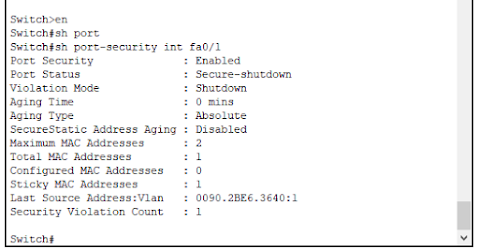 Switch>en
Switch#sh port
Switch#sh port-security int fa0/1
Port Security : Enabled
Port Status : Secure-shutdown
Violation Mode : Shutdown
Aging Time : 0 mins
Aging Type : Absolute
SecureStatic Address Aging : Disabled
Maximum MAC Addresses : 2
Total MAC Addresses : 1
Configured MAC Addresses : 0
Sticky MAC Addresses : 1
Last Source Address:Vlan : 0090.2BE6.3640:1
Security Violation Count : 1
Switch#